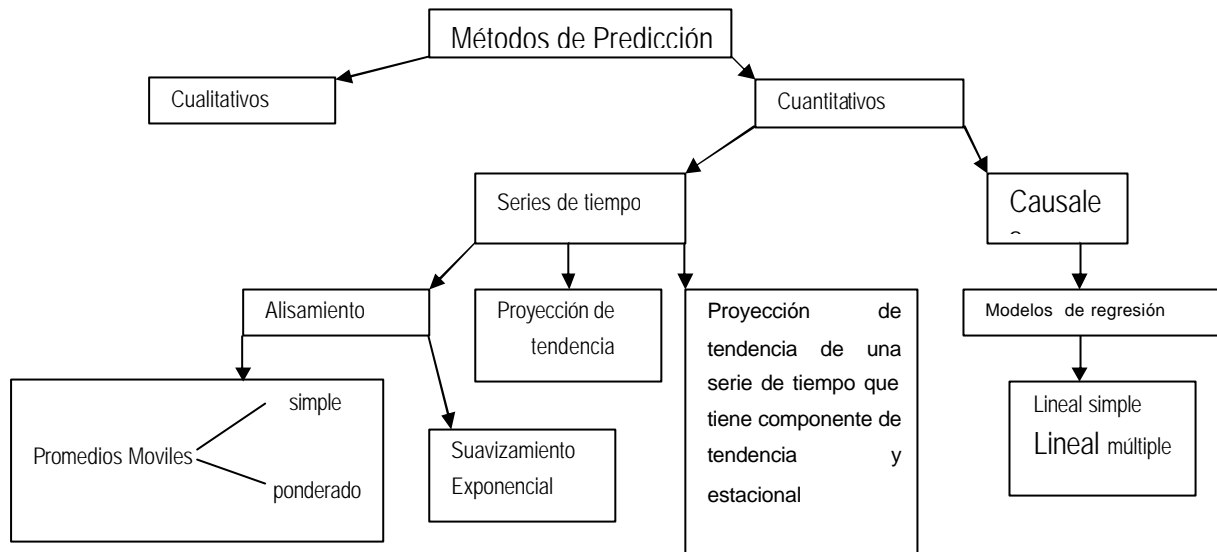 Métodos de Predicción
Cualitativos
Cuantitativos
Series de tiempo
Causale
Alisamiento
Proyección de
tendencia
Proyección de
tendencia de una
serie de tiempo que
tiene componente de
tendencia y
estacional
Modelos de regresión
simple
Promedios Moviles
ponderado
Suavizamiento
Exponencial
Lineal simple
Lineal múltiple